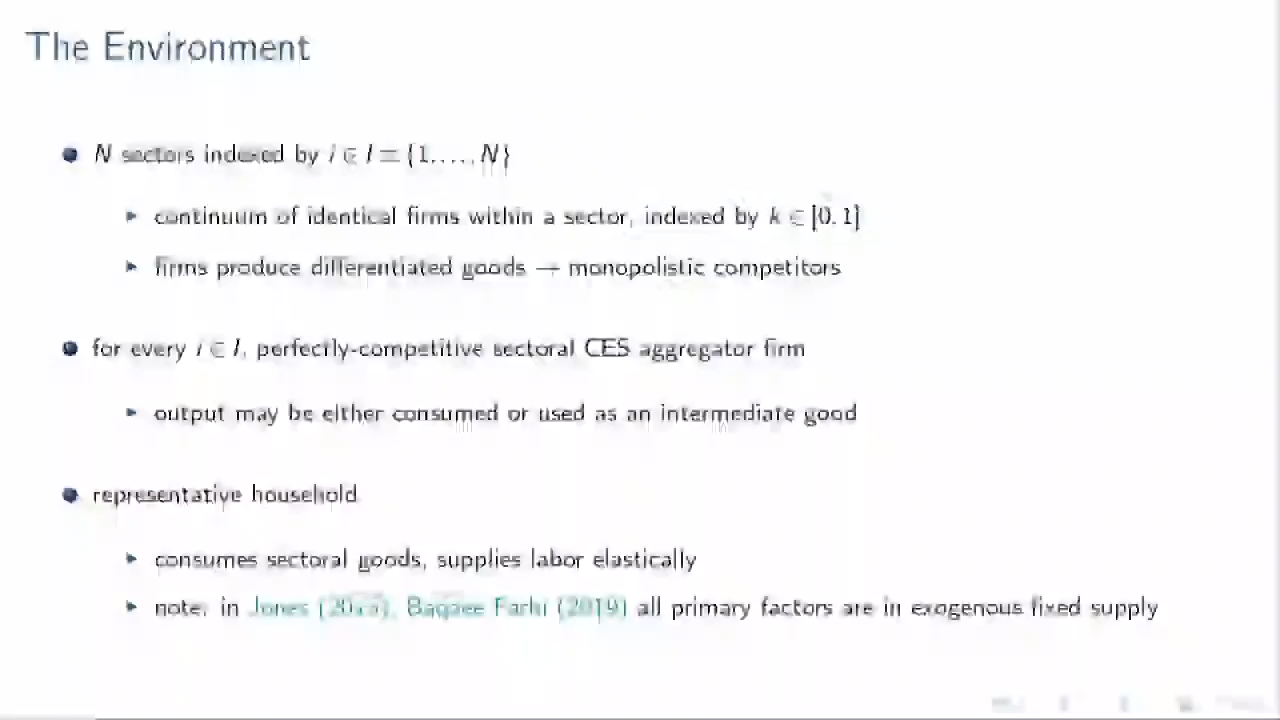 The Environment
N sectors indexed by i ∈ I = {1, . . . , N}
continuum of identical firms within a sector, indexed by k ∈ [0, 1]
firms produce differentiated goods → monopolistic competitors
for every i ∈ I, perfectly-competitive sectoral CES aggregator firm
output may be either consumed or used as an intermediate good
representative household
consumes sectoral goods, supplies labor elastically
note: in Jones Baqaee Farhi (2019) all primary factors are in exogenous fixed supply